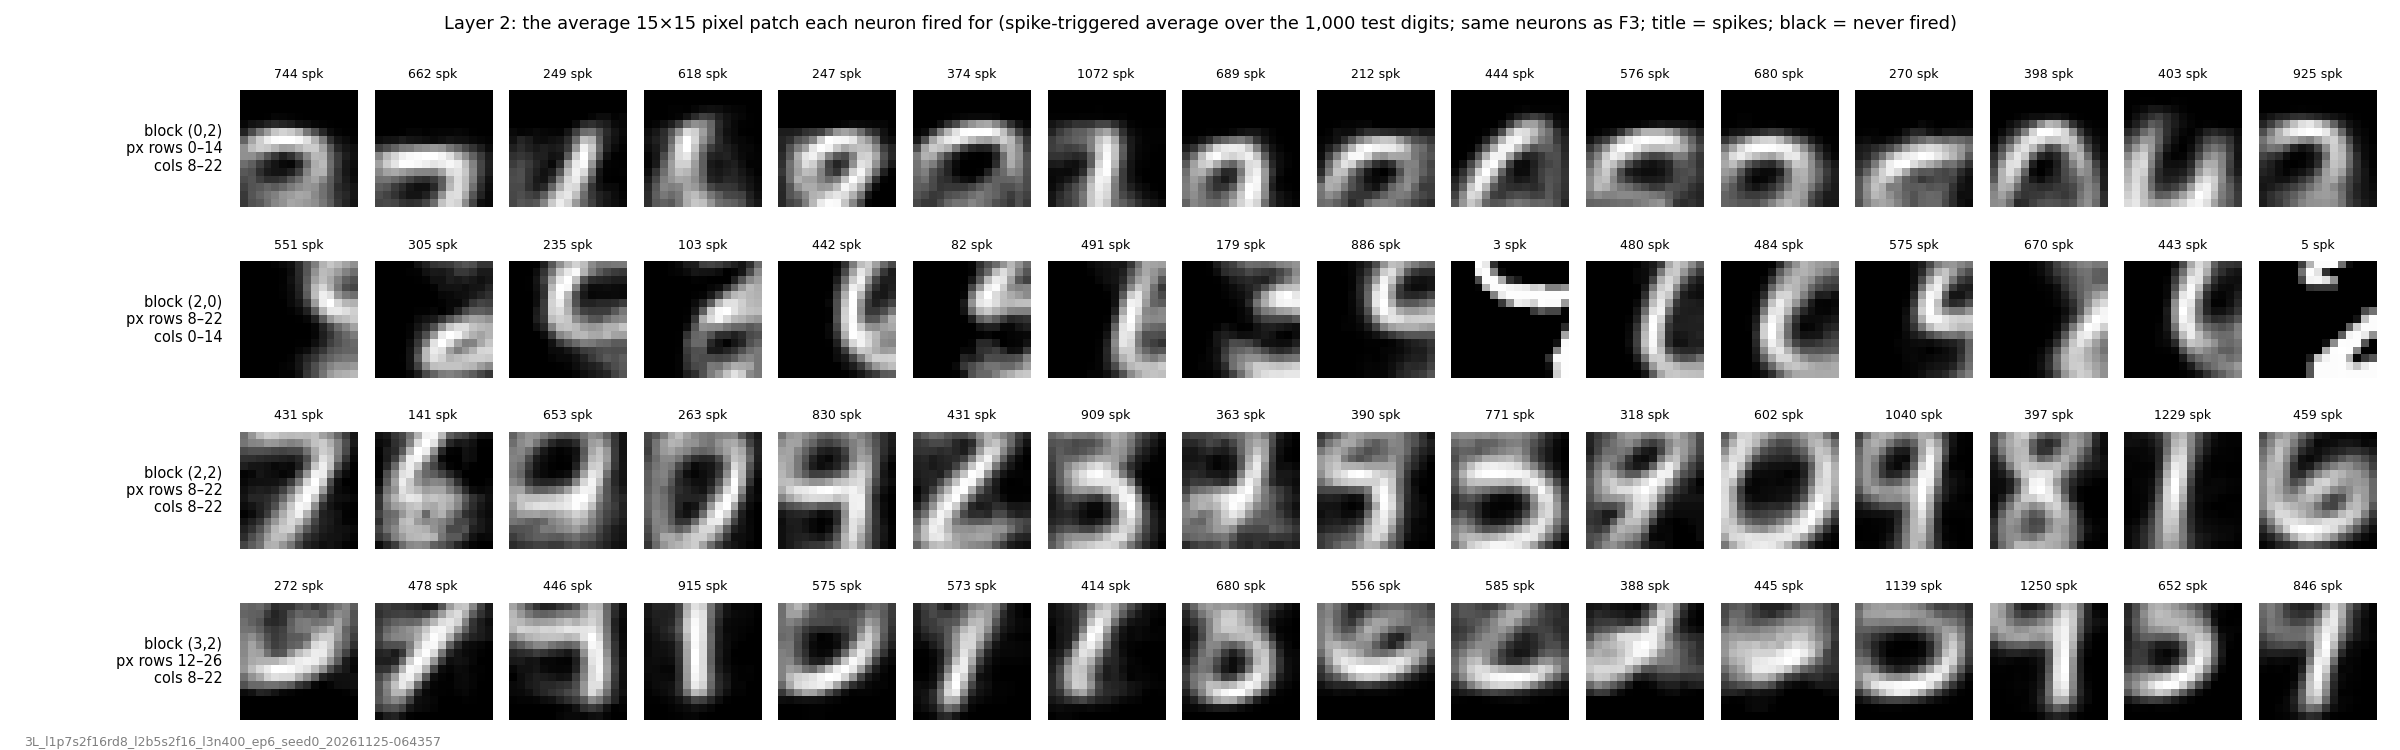 Layer 2: the average 15×15 pixel patch each neuron fired for (spike-triggered average over the 1,000 test digits; same neurons as F3; title = spikes; black = never fired)
744 spk 662 spk 249 spk 618 spk 247 spk 374 spk 1072 spk 689 spk 212 spk 444 spk 576 spk 680 spk 270 spk 398 spk 403 spk 925 spk
block (0,2)
px rows 0–14
cols 8–22
551 spk 305 spk 235 spk 103 spk 442 spk 82 spk 491 spk 179 spk 886 spk 3 spk 480 spk 484 spk 575 spk 670 spk 443 spk 5 spk
block (2,0)
px rows 8–22
cols 0–14
431 spk 141 spk 653 spk 263 spk 830 spk 431 spk 909 spk 363 spk 390 spk 771 spk 318 spk 602 spk 1040 spk 397 spk 1229 spk 459 spk
block (2,2)
px rows 8–22
cols 8–22
272 spk 478 spk 446 spk 915 spk 575 spk 573 spk 414 spk 680 spk 556 spk 585 spk 388 spk 445 spk 1139 spk 1250 spk 652 spk 846 spk
block (3,2)
px rows 12–26
cols 8–22
3L_l1p7s2f16rd8_l2b5s2f16_l3n400_ep6_seed0_20261125-064357